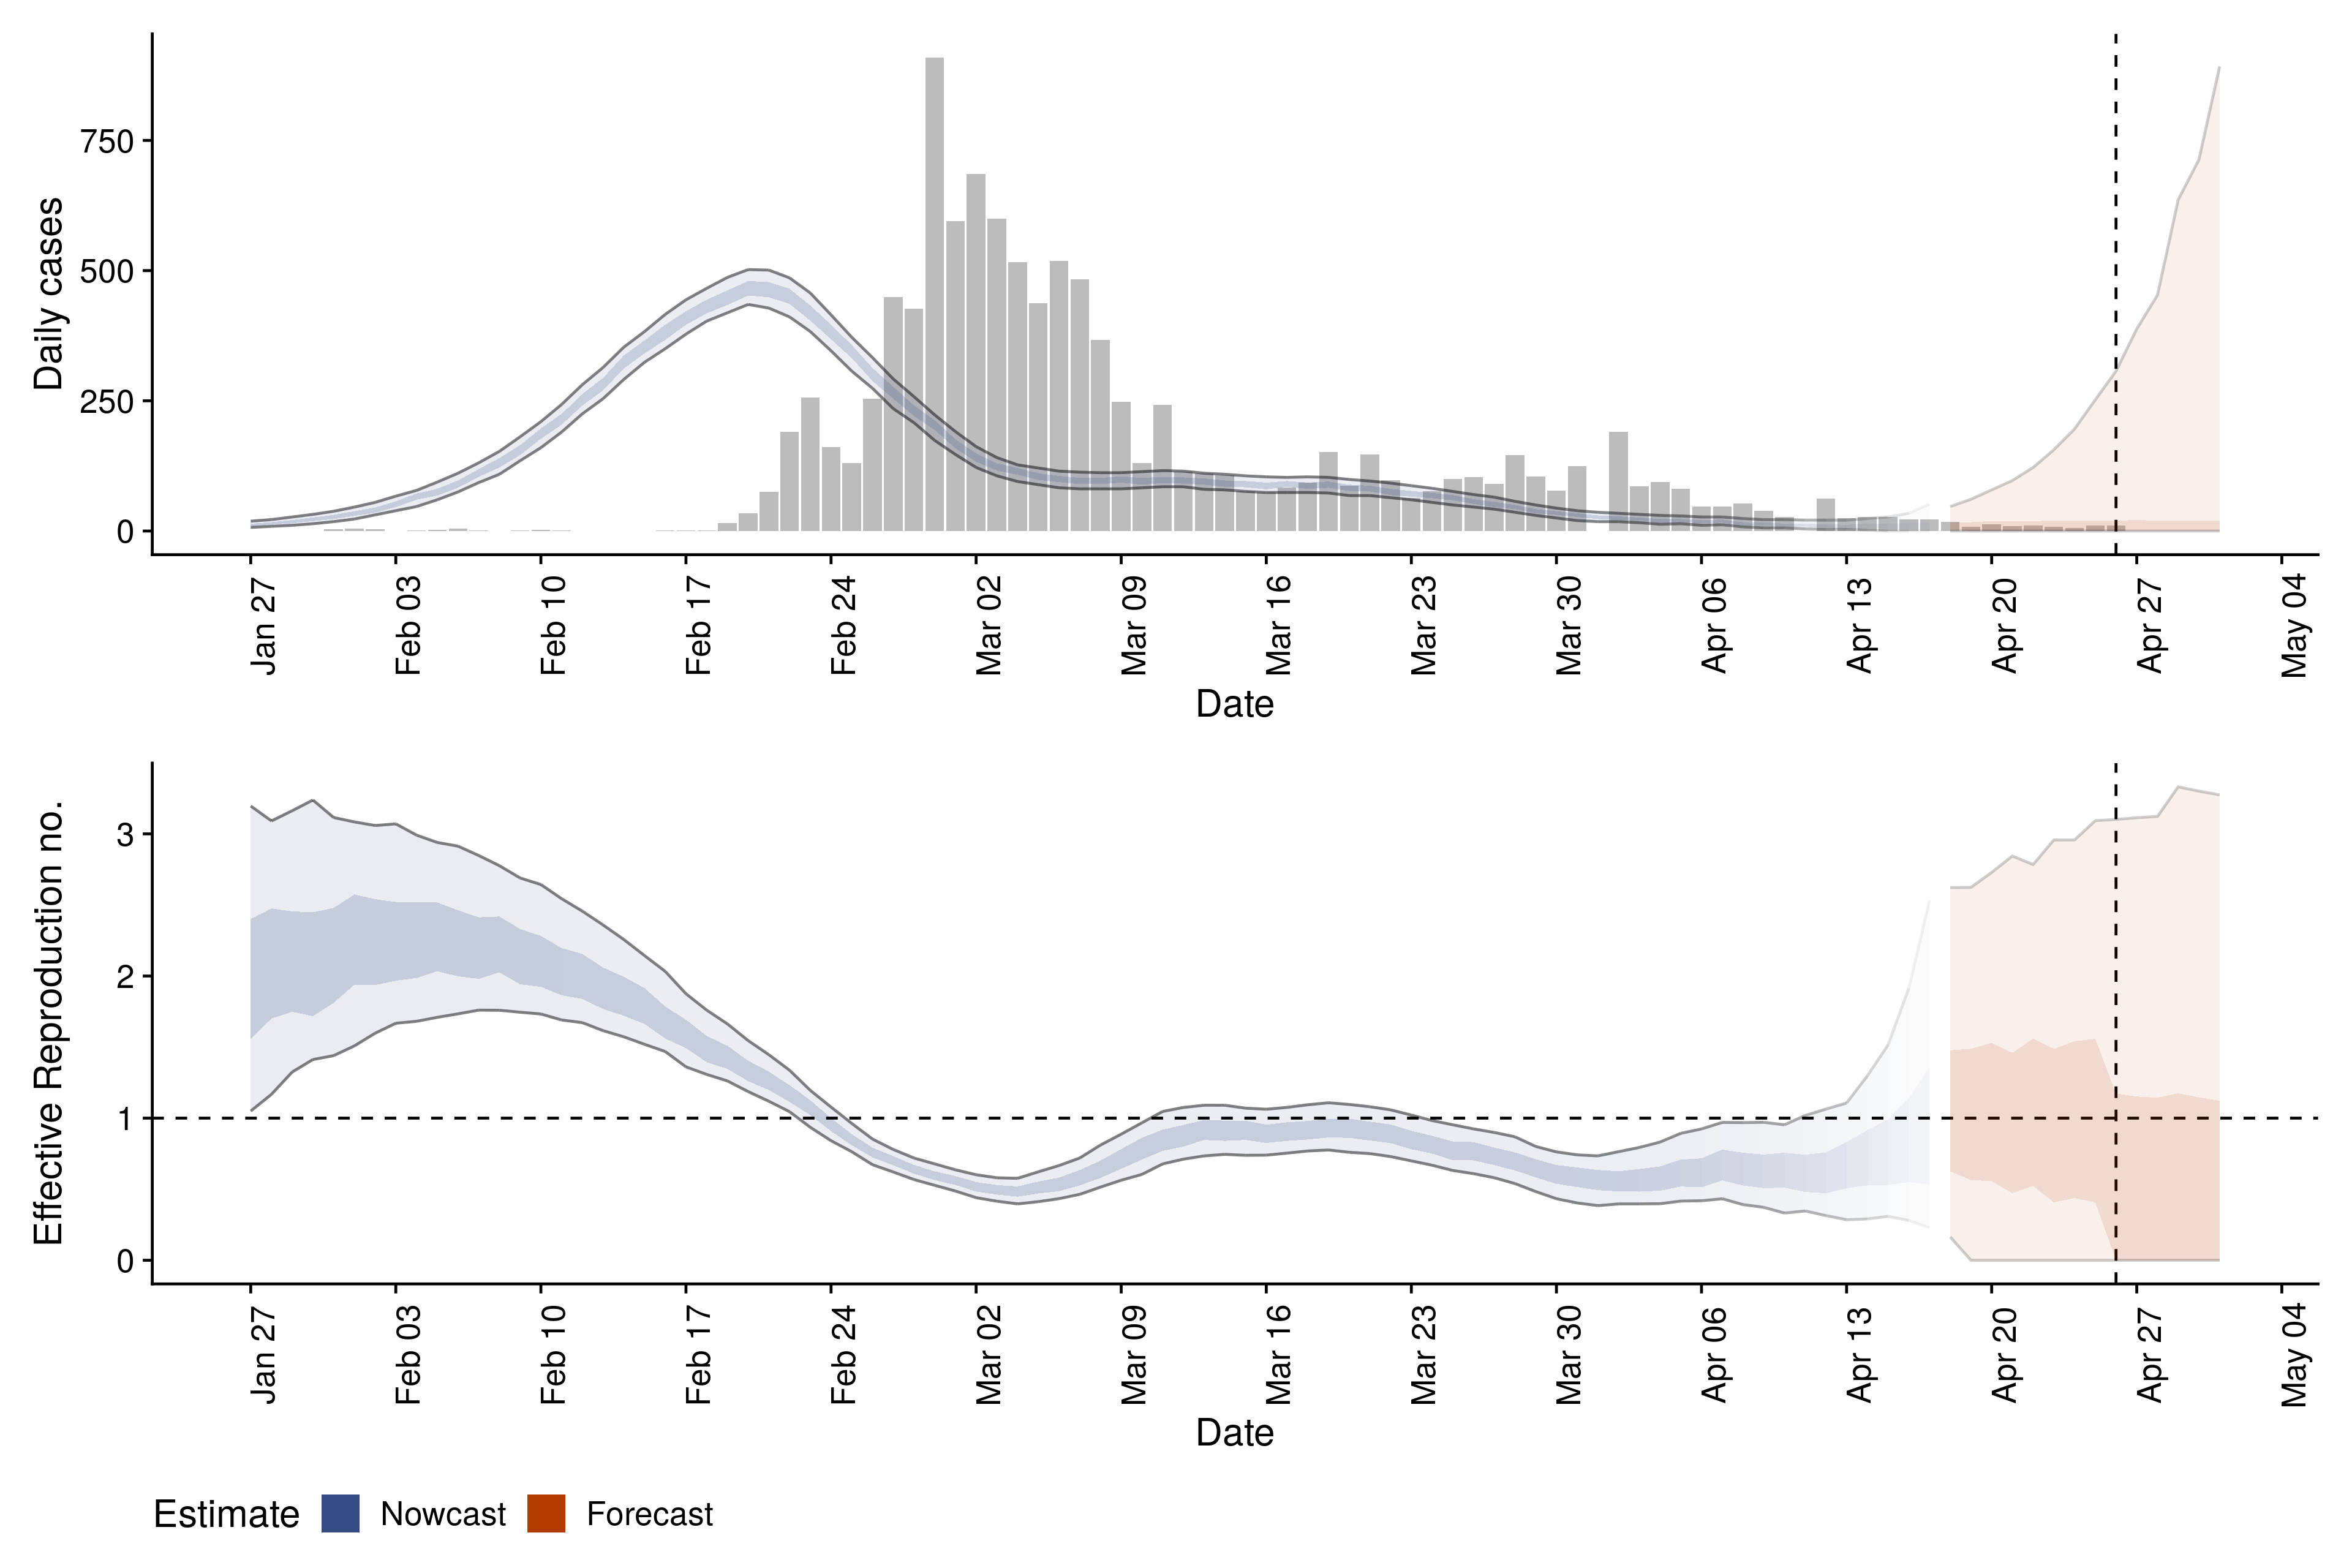 Daily cases
750
500
250
0
Jan 27
Feb 03
Feb 10
Feb 17
Feb 24
Mar 02
Mar 09
Mar 16
Mar 23
Mar 30
Apr 06
Apr 13
Apr 20
Apr 27
May 04
Date
Effective Reproduction no.
3
2
1
0
Jan 27
Feb 03
Feb 10
Feb 17
Feb 24
Mar 02
Mar 09
Mar 16
Mar 23
Mar 30
Apr 06
Apr 13
Apr 20
Apr 27
May 04
Date
Estimate Nowcast Forecast